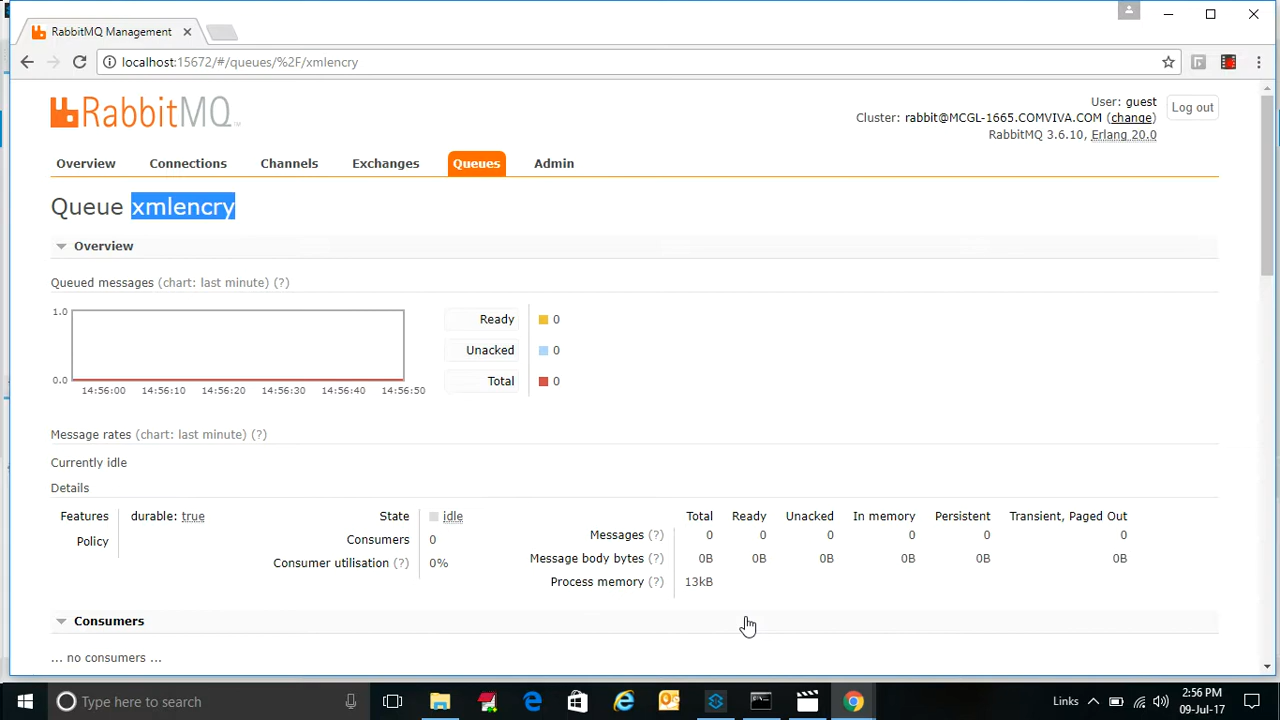 RabbitMQ Management
localhost:15672/#/queues/%2F/xmlencry
RabbitMQ™
User: guest
Log out
Cluster: rabbit@MCGL-1665.COMVIVA.COM (change)
RabbitMQ 3.6.10, Erlang 20.0
Overview Connections Channels Exchanges Queues Admin
Queue xmlencry
Overview
Queued messages (chart: last minute) (?)
1.0
0.0
14:56:00 14:56:10 14:56:20 14:56:30 14:56:40 14:56:50
Ready 0
Unacked 0
Total 0
Message rates (chart: last minute) (?)
Currently idle
Details
Features durable: true
Policy
State idle
Consumers 0
Consumer utilisation (?) 0%
Total Ready Unacked In memory Persistent Transient, Paged Out
Messages (?) 0 0 0 0 0 0
Message body bytes (?) 0B 0B 0B 0B 0B 0B
Process memory (?) 13kB
Consumers
... no consumers ...
Type here to search
Links
2:56 PM
09-Jul-17